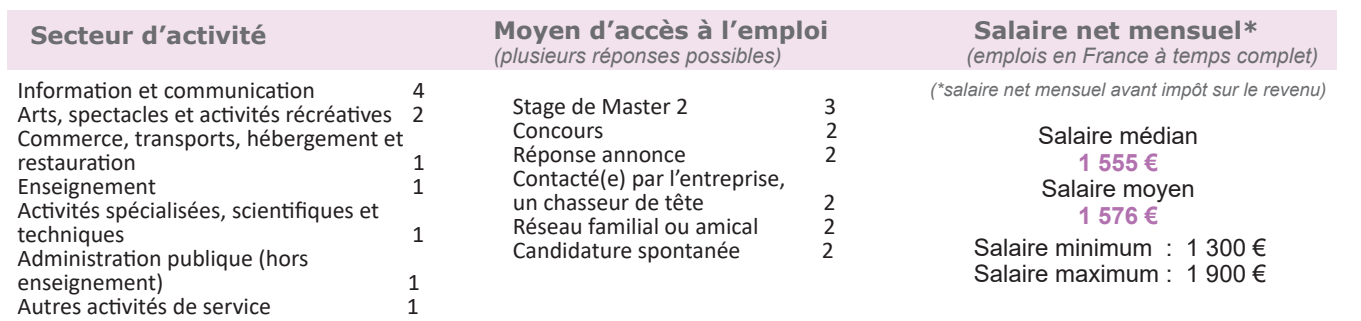 Secteur d’activité
Information et communication 4
Arts, spectacles et activités récréatives 2
Commerce, transports, hébergement et
restauration 1
Enseignement 1
Activités spécialisées, scientifiques et
techniques 1
Administration publique (hors
enseignement) 1
Autres activités de service 1
Moyen d’accès à l’emploi
(plusieurs réponses possibles)
Stage de Master 2 3
Concours 2
Réponse annonce 2
Contacté(e) par l’entreprise,
un chasseur de tête 2
Réseau familial ou amical 2
Candidature spontanée 2
Salaire net mensuel*
(emplois en France à temps complet)
(*salaire net mensuel avant impôt sur le revenu)
Salaire médian
1 555 €
Salaire moyen
1 576 €
Salaire minimum : 1 300 €
Salaire maximum : 1 900 €